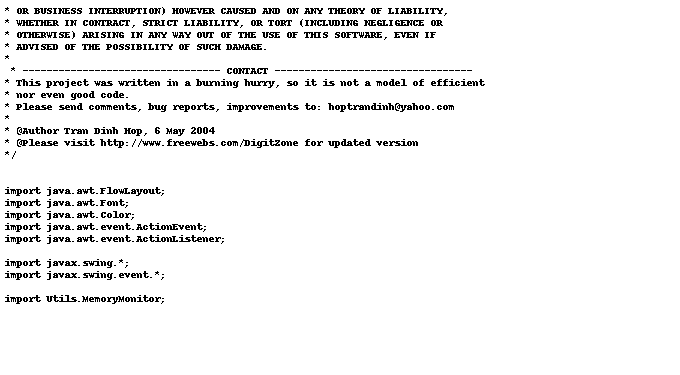 * OR BUSINESS INTERRUPTION) HOWEVER CAUSED AND ON ANY THEORY OF LIABILITY,
* WHETHER IN CONTRACT, STRICT LIABILITY, OR TORT (INCLUDING NEGLIGENCE OR
* OTHERWISE) ARISING IN ANY WAY OUT OF THE USE OF THIS SOFTWARE, EVEN IF
* ADVISED OF THE POSSIBILITY OF SUCH DAMAGE.
*
* --------------------------------- CONTACT ---------------------------------
* This project was written in a burning hurry, so it is not a model of efficient
* nor even good code.
* Please send comments, bug reports, improvements to: hoptrandinh@yahoo.com
*
* @Author Tran Dinh Hop, 6 May 2004
* @Please visit http://www.freewebs.com/DigitZone for updated version
*/
import java.awt.FlowLayout;
import java.awt.Font;
import java.awt.Color;
import java.awt.event.ActionEvent;
import java.awt.event.ActionListener;
import javax.swing.*;
import javax.swing.event.*;
import Utils.MemoryMonitor;